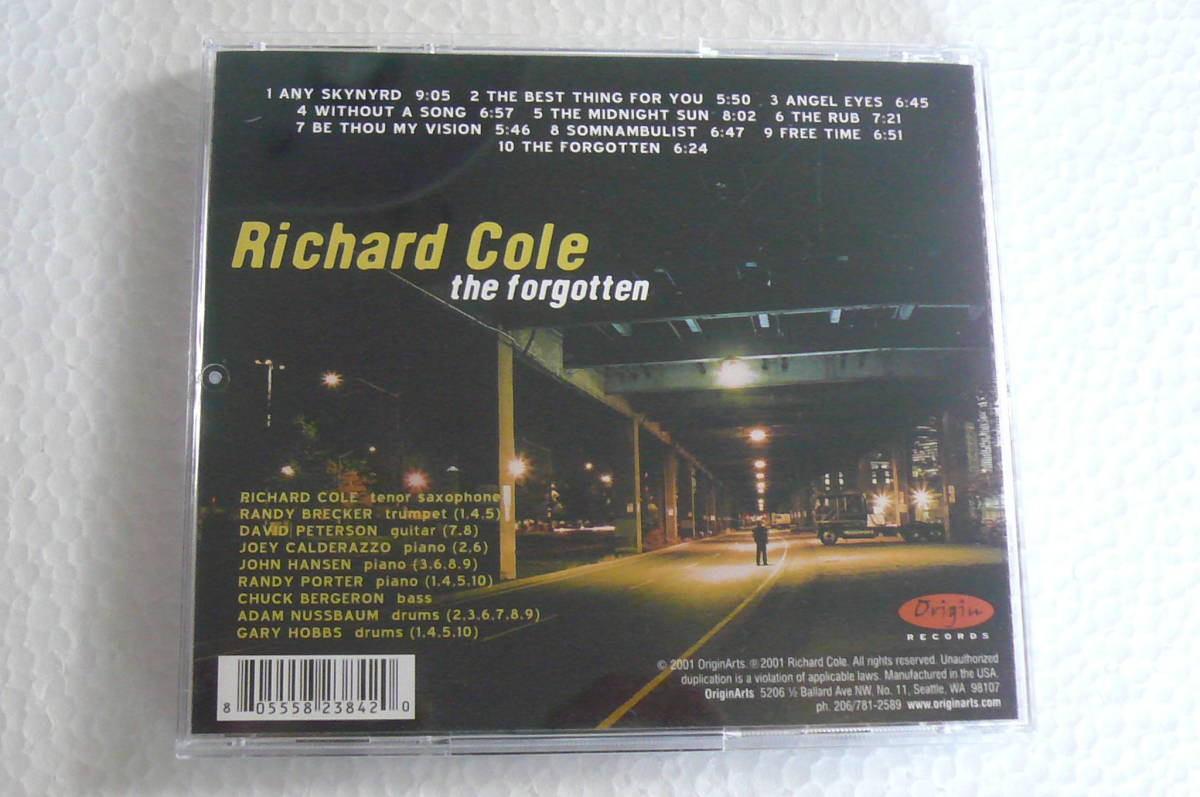 1 ANY SKYNYRD 9:05 2 THE BEST THING FOR YOU 5:50 3 ANGEL EYES 6:45
4 WITHOUT A SONG 6:57 5 THE MIDNIGHT SUN 8:02 6 THE RUB 7:21
7 BE THOU MY VISION 5:46 8 SOMNAMBULIST 6:47 9 FREE TIME 6:51
10 THE FORGOTTEN 6:24
Richard Cole
the forgotten
RICHARD COLE tenor saxophone
RANDY BRECKER trumpet (1.4.5)
DAVID PETERSON guitar (7.8)
JOEY CALDERAZZO piano (2.6)
JOHN HANSEN piano (3.6.8.9)
RANDY PORTER piano (1.4.5.10)
CHUCK BERGERON bass
ADAM NUSSBAUM drums (2.3.6.7.8.9)
GARY HOBBS drums (1.4.5.10)
Origin
RECORDS
© 2001 OriginArts. ℗ 2001 Richard Cole. All rights reserved. Unauthorized
duplication is a violation of applicable laws. Manufactured in the USA.
OriginArts 5206 ½ Ballard Ave NW, No. 11, Seattle, WA 98107
ph. 206/781-2589 www.originarts.com
8 05558 23842 0